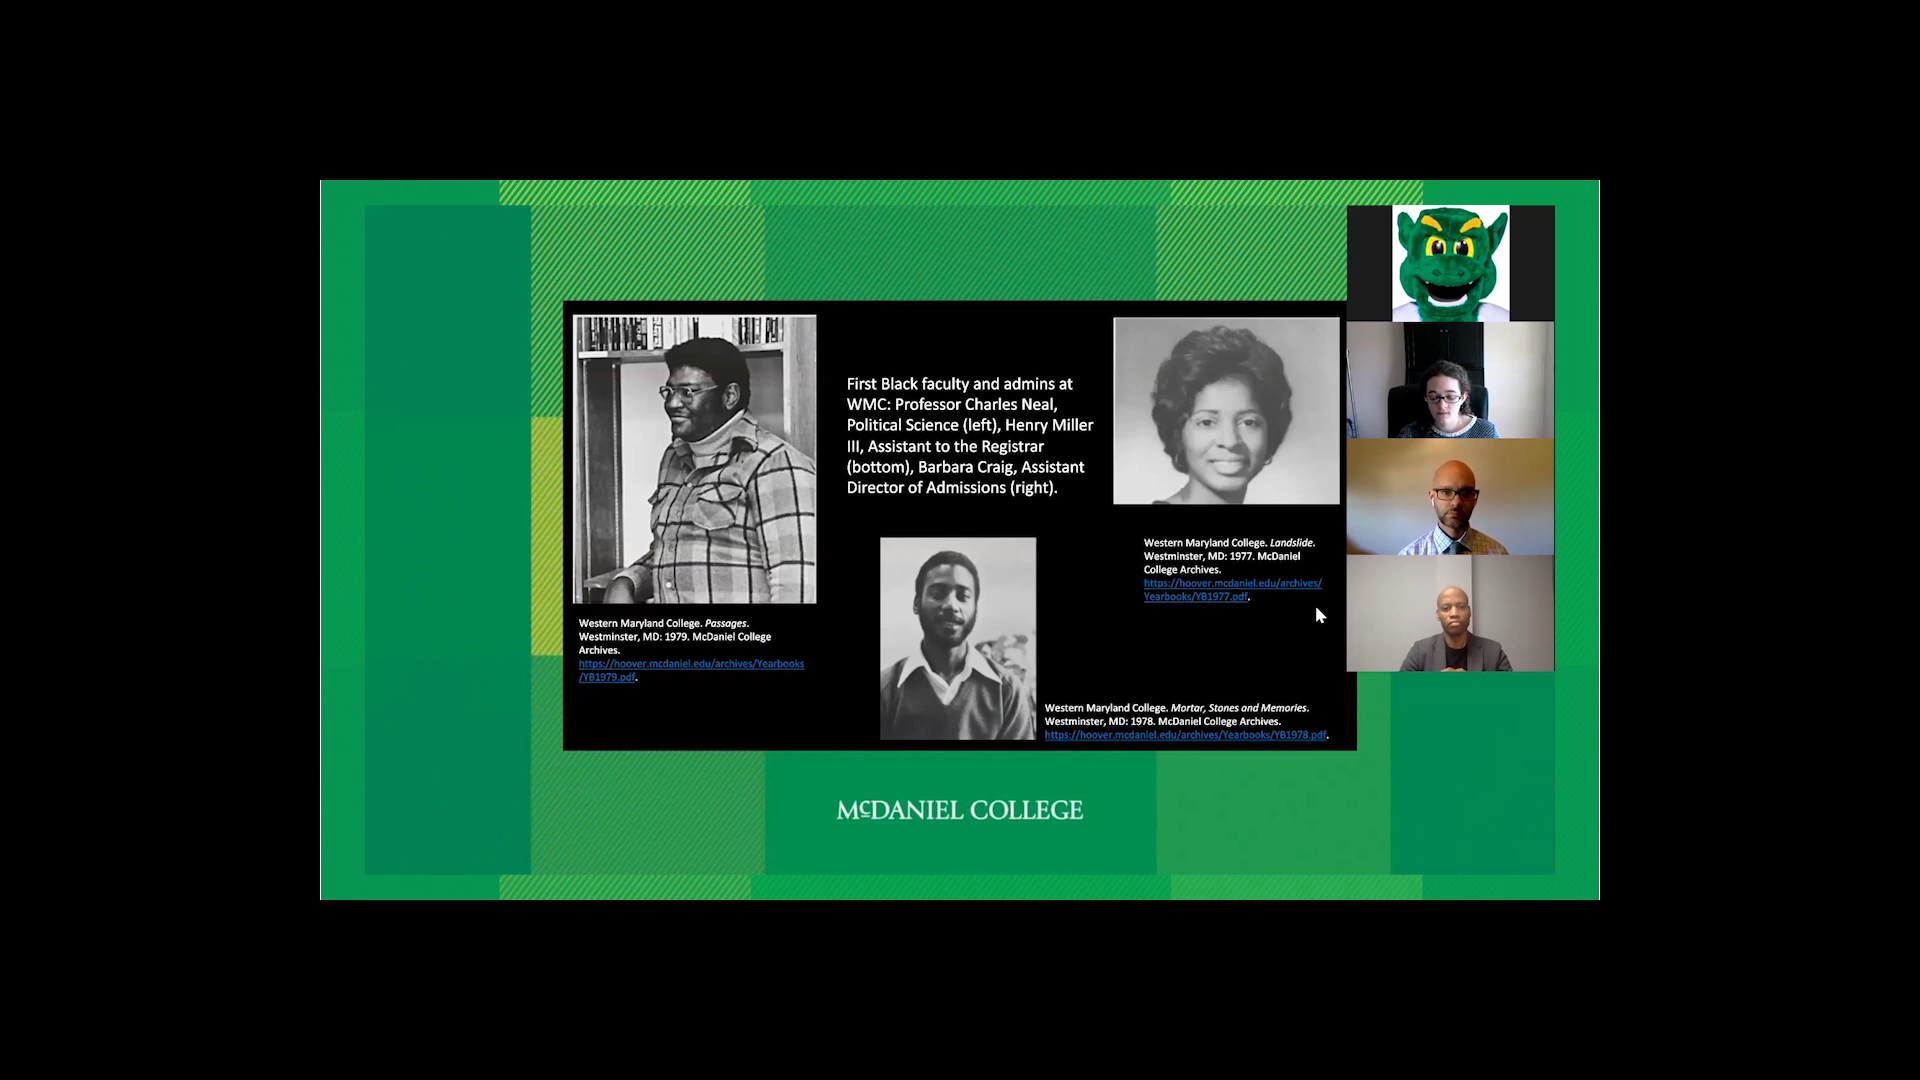 First Black faculty and admins at
WMC: Professor Charles Neal,
Political Science (left), Henry Miller
III, Assistant to the Registrar
(bottom), Barbara Craig, Assistant
Director of Admissions (right).
Western Maryland College. Landslide.
Westminster, MD: 1977. McDaniel
College Archives.
https://hoover.mcdaniel.edu/archives/
Yearbooks/YB1977.pdf.
Western Maryland College. Passages.
Westminster, MD: 1979. McDaniel College
Archives.
https://hoover.mcdaniel.edu/archives/Yearbooks
/YB1979.pdf.
Western Maryland College. Mortar, Stones and Memories.
Westminster, MD: 1978. McDaniel College Archives.
https://hoover.mcdaniel.edu/archives/Yearbooks/YB1978.pdf.
McDANIEL COLLEGE